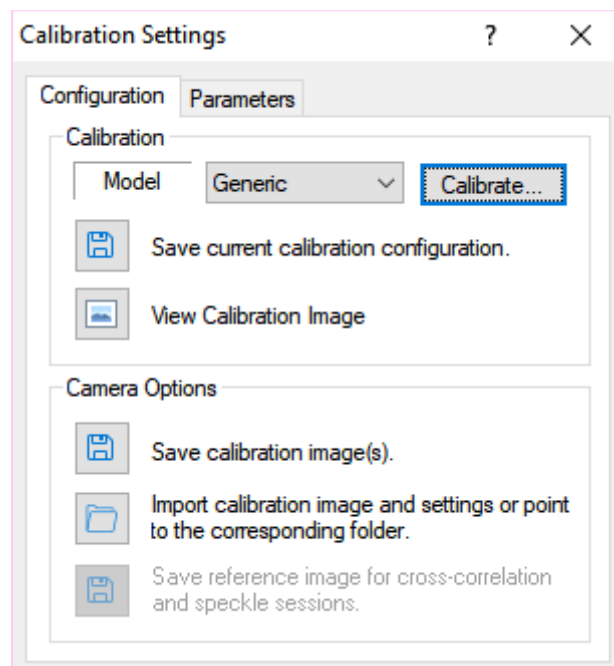 Calibration Settings ?
Configuration Parameters
Calibration
Model Generic Calibrate...
Save current calibration configuration.
View Calibration Image
Camera Options
Save calibration image(s).
Import calibration image and settings or point
to the corresponding folder.
Save reference image for cross-correlation
and speckle sessions.